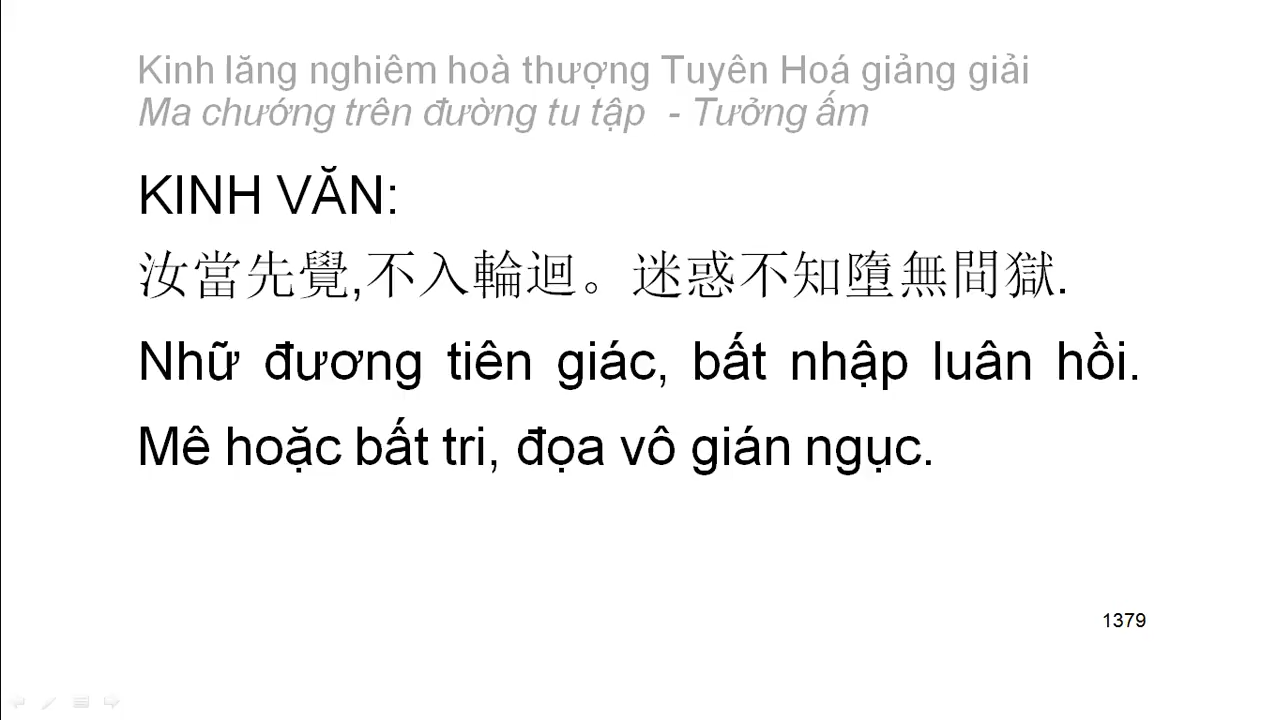 Kinh lăng nghiêm hoà thượng Tuyên Hoá giảng giải
Ma chướng trên đường tu tập - Tưởng ấm
KINH VĂN:
汝當先覺,不入輪迴。迷惑不知墮無間獄.
Nhữ đương tiên giác, bất nhập luân hồi.
Mê hoặc bất tri, đọa vô gián ngục.
1379